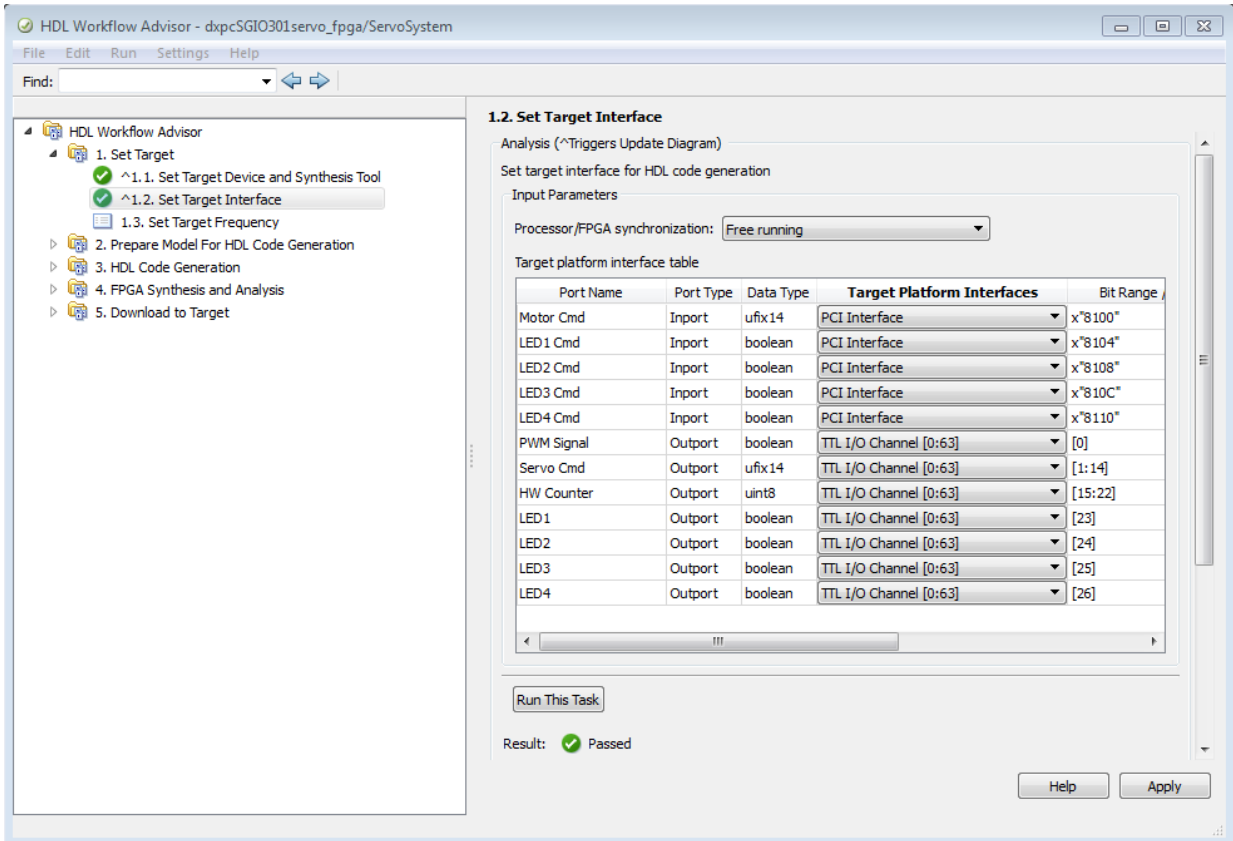 HDL Workflow Advisor - dxpcSGIO301servo_fpga/ServoSystem
File Edit Run Settings Help
Find:
HDL Workflow Advisor
1. Set Target
^1.1. Set Target Device and Synthesis Tool
^1.2. Set Target Interface
1.3. Set Target Frequency
2. Prepare Model For HDL Code Generation
3. HDL Code Generation
4. FPGA Synthesis and Analysis
5. Download to Target
1.2. Set Target Interface
Analysis (^Triggers Update Diagram)
Set target interface for HDL code generation
Input Parameters
Processor/FPGA synchronization: Free running
Target platform interface table
Port Name Port Type Data Type Target Platform Interfaces Bit Range /
Motor Cmd Inport ufix14 PCI Interface x"8100"
LED1 Cmd Inport boolean PCI Interface x"8104"
LED2 Cmd Inport boolean PCI Interface x"8108"
LED3 Cmd Inport boolean PCI Interface x"810C"
LED4 Cmd Inport boolean PCI Interface x"8110"
PWM Signal Outport boolean TTL I/O Channel [0:63] [0]
Servo Cmd Outport ufix14 TTL I/O Channel [0:63] [1:14]
HW Counter Outport uint8 TTL I/O Channel [0:63] [15:22]
LED1 Outport boolean TTL I/O Channel [0:63] [23]
LED2 Outport boolean TTL I/O Channel [0:63] [24]
LED3 Outport boolean TTL I/O Channel [0:63] [25]
LED4 Outport boolean TTL I/O Channel [0:63] [26]
Run This Task
Result: Passed
Help Apply